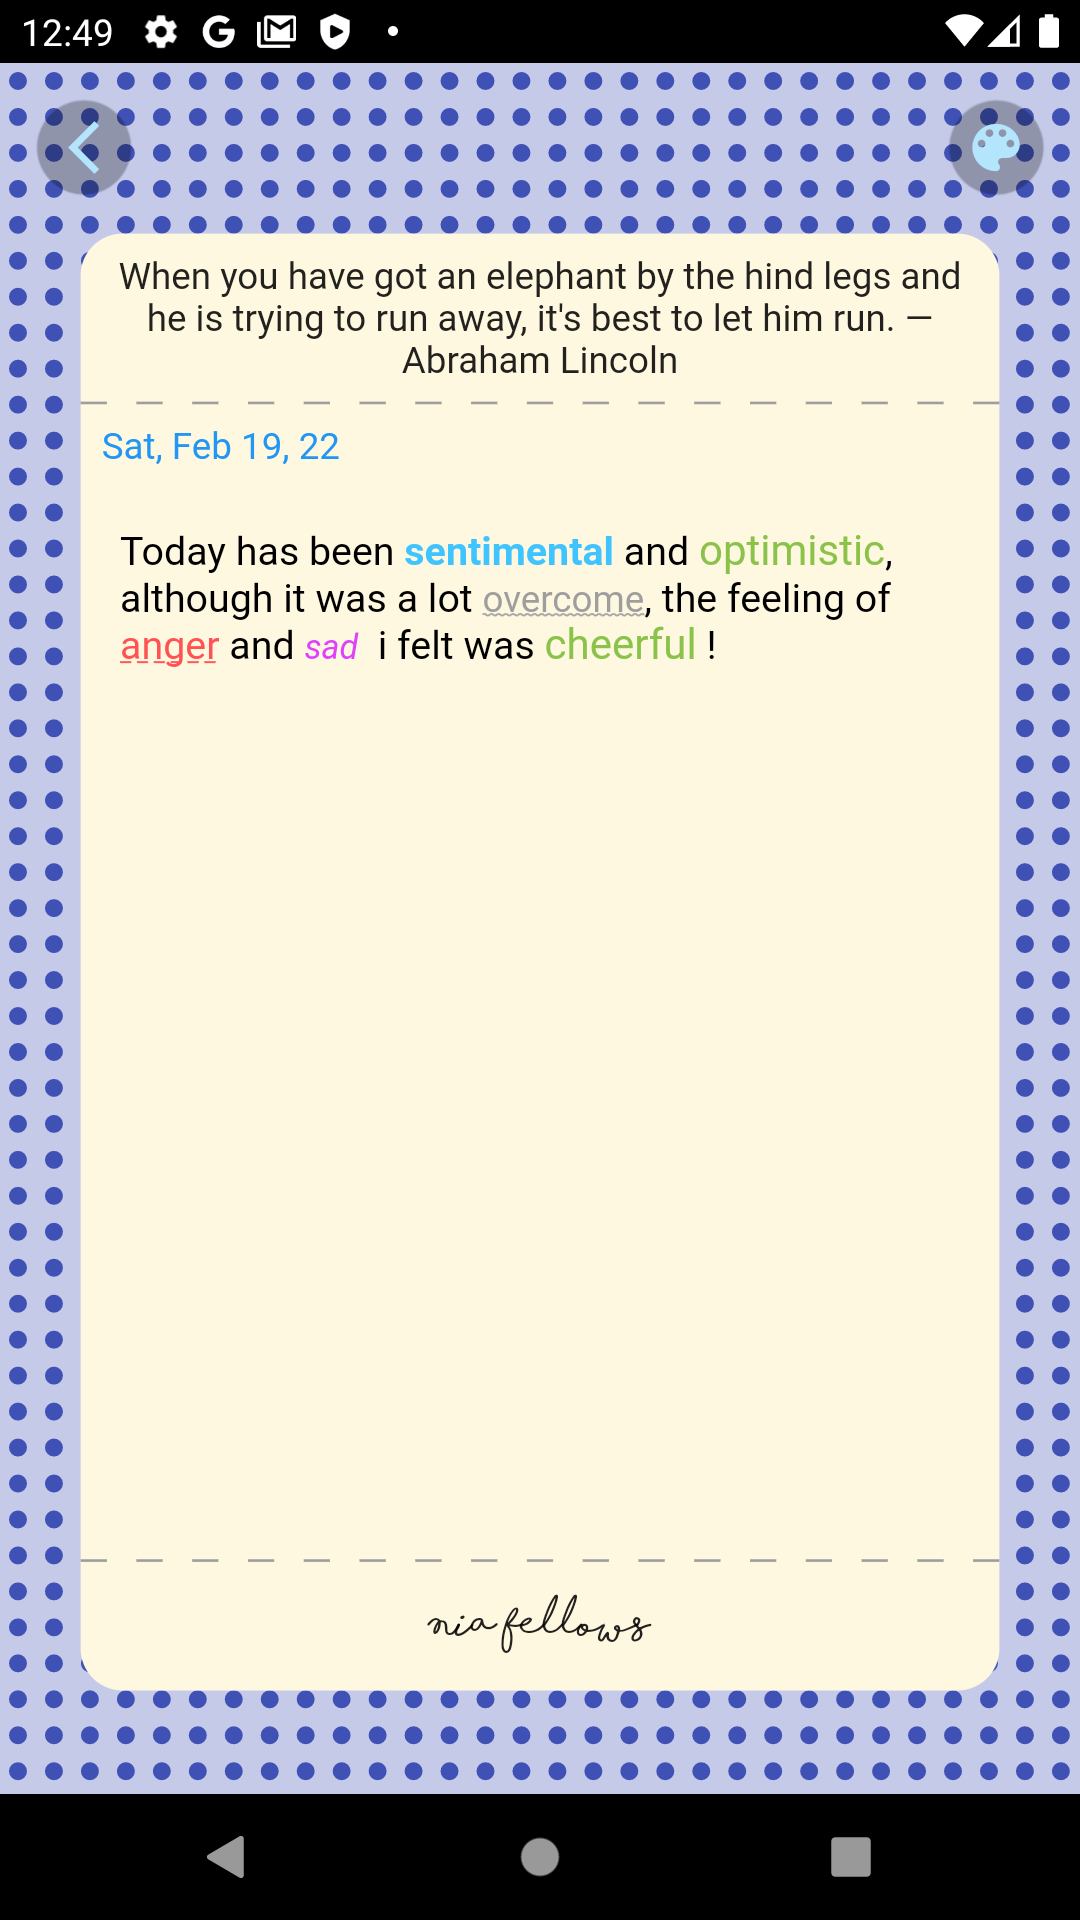 12:49
When you have got an elephant by the hind legs and
he is trying to run away, it's best to let him run. —
Abraham Lincoln
Sat, Feb 19, 22
Today has been sentimental and optimistic,
although it was a lot overcome, the feeling of
anger and sad i felt was cheerful !
nia fellows